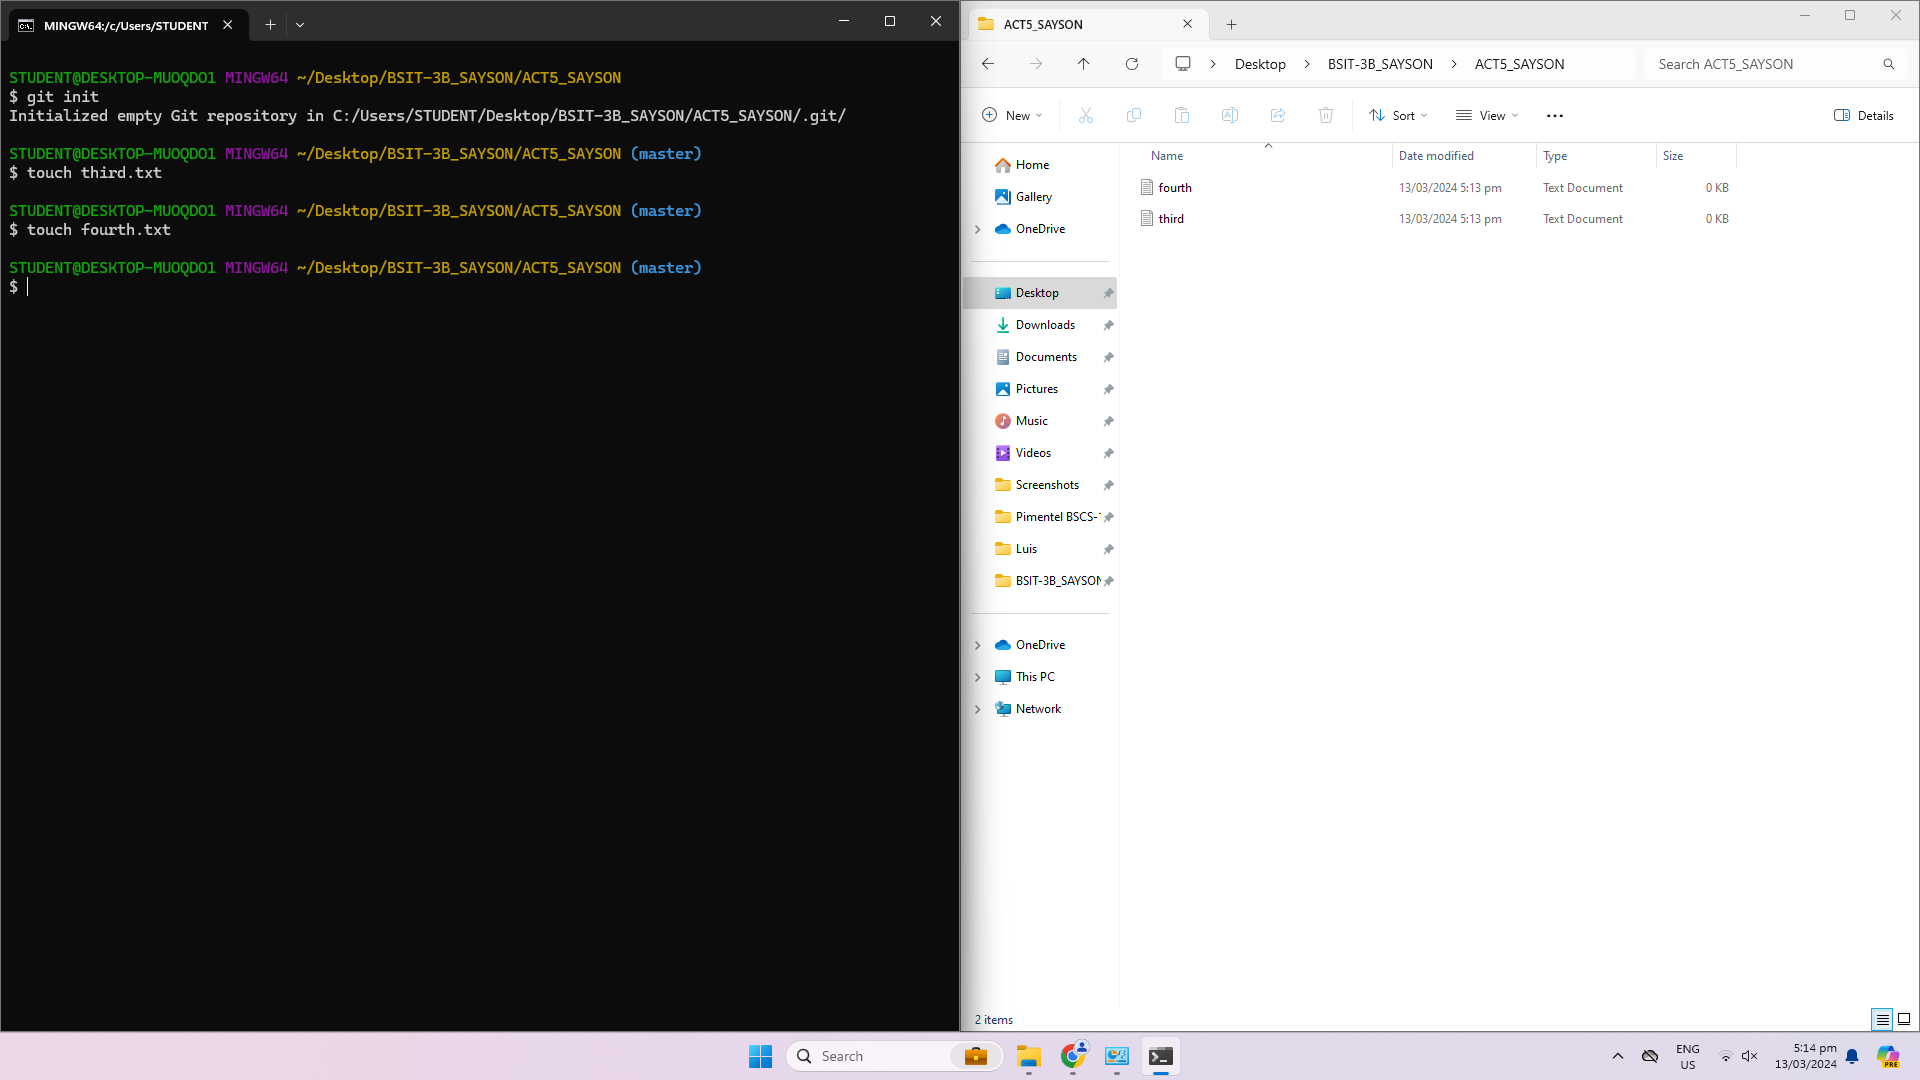 MINGW64:/c/Users/STUDENT
STUDENT@DESKTOP-MUOQDO1 MINGW64 ~/Desktop/BSIT-3B_SAYSON/ACT5_SAYSON
$ git init
Initialized empty Git repository in C:/Users/STUDENT/Desktop/BSIT-3B_SAYSON/ACT5_SAYSON/.git/
STUDENT@DESKTOP-MUOQDO1 MINGW64 ~/Desktop/BSIT-3B_SAYSON/ACT5_SAYSON (master)
$ touch third.txt
STUDENT@DESKTOP-MUOQDO1 MINGW64 ~/Desktop/BSIT-3B_SAYSON/ACT5_SAYSON (master)
$ touch fourth.txt
STUDENT@DESKTOP-MUOQDO1 MINGW64 ~/Desktop/BSIT-3B_SAYSON/ACT5_SAYSON (master)
$
ACT5_SAYSON
Desktop > BSIT-3B_SAYSON > ACT5_SAYSON
Search ACT5_SAYSON
New
Sort
View
Details
Home
Gallery
OneDrive
Desktop
Downloads
Documents
Pictures
Music
Videos
Screenshots
Pimentel BSCS-1
Luis
BSIT-3B_SAYSON
OneDrive
This PC
Network
Name Date modified Type Size
fourth 13/03/2024 5:13 pm Text Document 0 KB
third 13/03/2024 5:13 pm Text Document 0 KB
2 items
Search
ENG
US
5:14 pm
13/03/2024
PRE